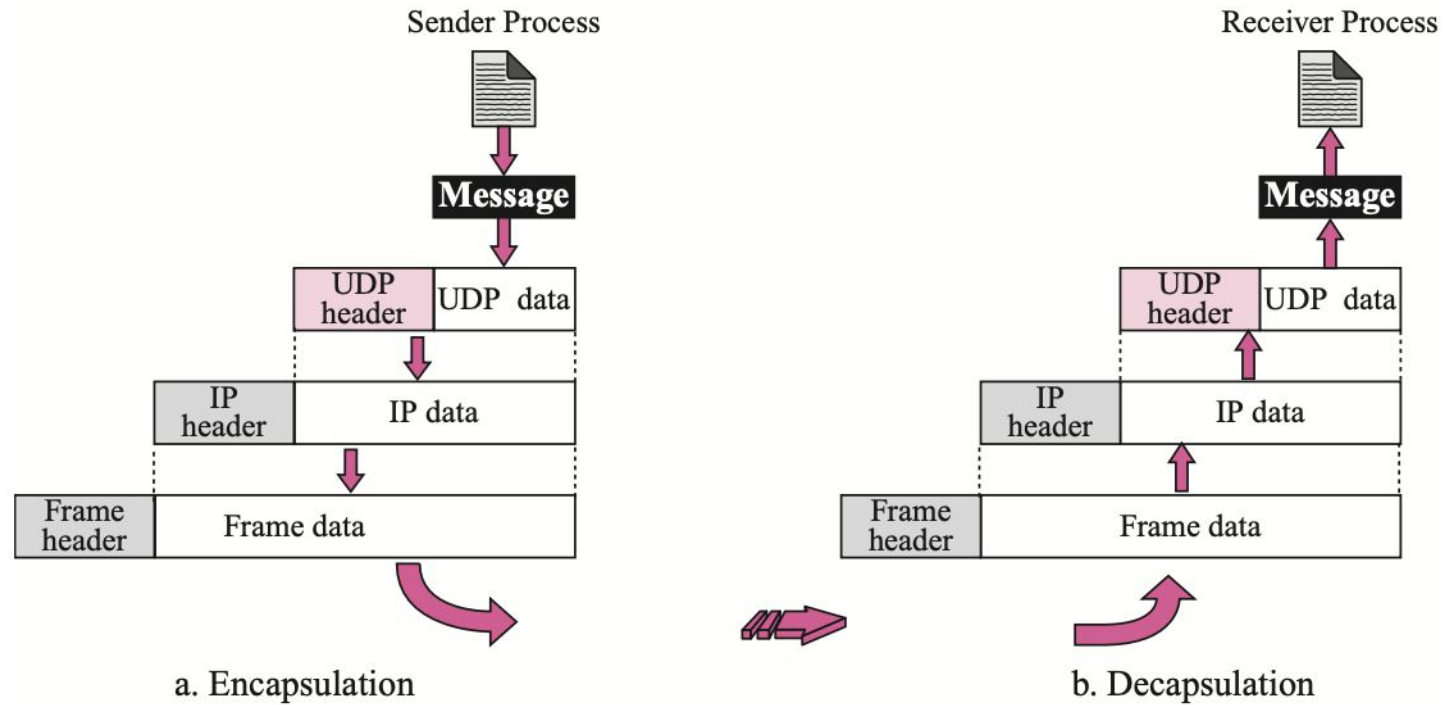 Sender Process
Message
UDP
header
UDP data
IP
header
IP data
Frame
header
Frame data
a. Encapsulation
Receiver Process
Message
UDP
header
UDP data
IP
header
IP data
Frame
header
Frame data
b. Decapsulation